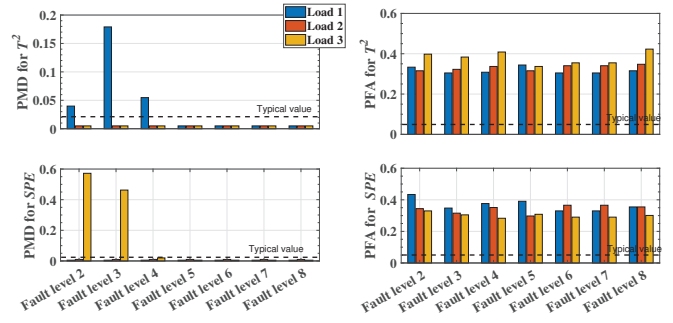 PMD for T²
0.2
0.15
0.1
0.05
0
Load 1
Load 2
Load 3
Typical value
PFA for T²
0.6
0.4
0.2
0
Typical value
PMD for SPE
0.6
0.4
0.2
0
Typical value
Fault level 2
Fault level 3
Fault level 4
Fault level 5
Fault level 6
Fault level 7
Fault level 8
PFA for SPE
0.6
0.4
0.2
0
Typical value
Fault level 2
Fault level 3
Fault level 4
Fault level 5
Fault level 6
Fault level 7
Fault level 8